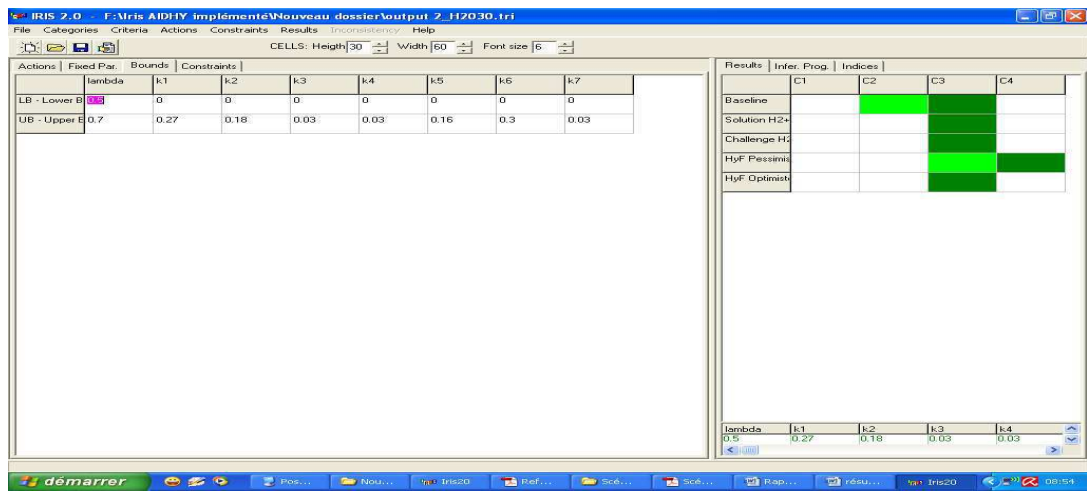 IRIS 2.0 - F:\Iris AIDHY implémenté\Nouveau dossier\output 2_H2030.tri
File Categories Criteria Actions Constraints Results Inconsistency Help
CELLS: Heigth 30 Width 60 Font size 6
Actions Fixed Par. Bounds Constraints
lambda k1 k2 k3 k4 k5 k6 k7
LB - Lower B 0.5 0 0 0 0 0 0 0
UB - Upper E 0.7 0.27 0.18 0.03 0.03 0.16 0.3 0.03
Results Infer. Prog. Indices
C1 C2 C3 C4
Baseline
Solution H2+
Challenge H2
HyF Pessimis
HyF Optimist
lambda k1 k2 k3 k4
0.5 0.27 0.18 0.03 0.03
démarrer Pos... Nou... Iris20 Ref... Scé... Scé... Rap... résu... Iris20 08:54